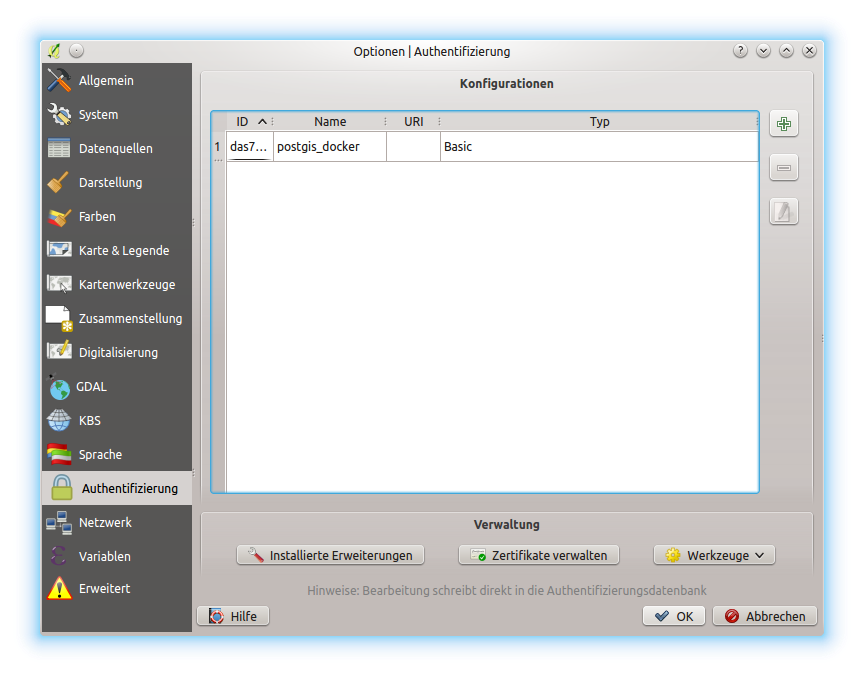 Optionen | Authentifizierung
Allgemein
System
Datenquellen
Darstellung
Farben
Karte & Legende
Kartenwerkzeuge
Zusammenstellung
Digitalisierung
GDAL
KBS
Sprache
Authentifizierung
Netzwerk
Variablen
Erweitert
Konfigurationen
ID Name URI Typ
1 das7... postgis_docker Basic
Verwaltung
Installierte Erweiterungen Zertifikate verwalten Werkzeuge
Hinweise: Bearbeitung schreibt direkt in die Authentifizierungsdatenbank
Hilfe OK Abbrechen